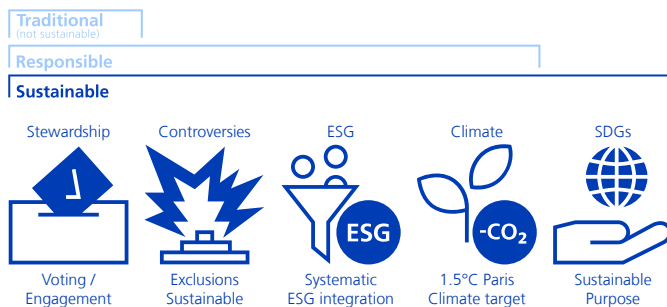 Traditional
(not sustainable)
Responsible
Sustainable
Stewardship
Controversies
ESG
Climate
SDGs
ESG
-CO₂
Voting /
Engagement
Exclusions
Sustainable
Systematic
ESG integration
1.5°C Paris
Climate target
Sustainable
Purpose